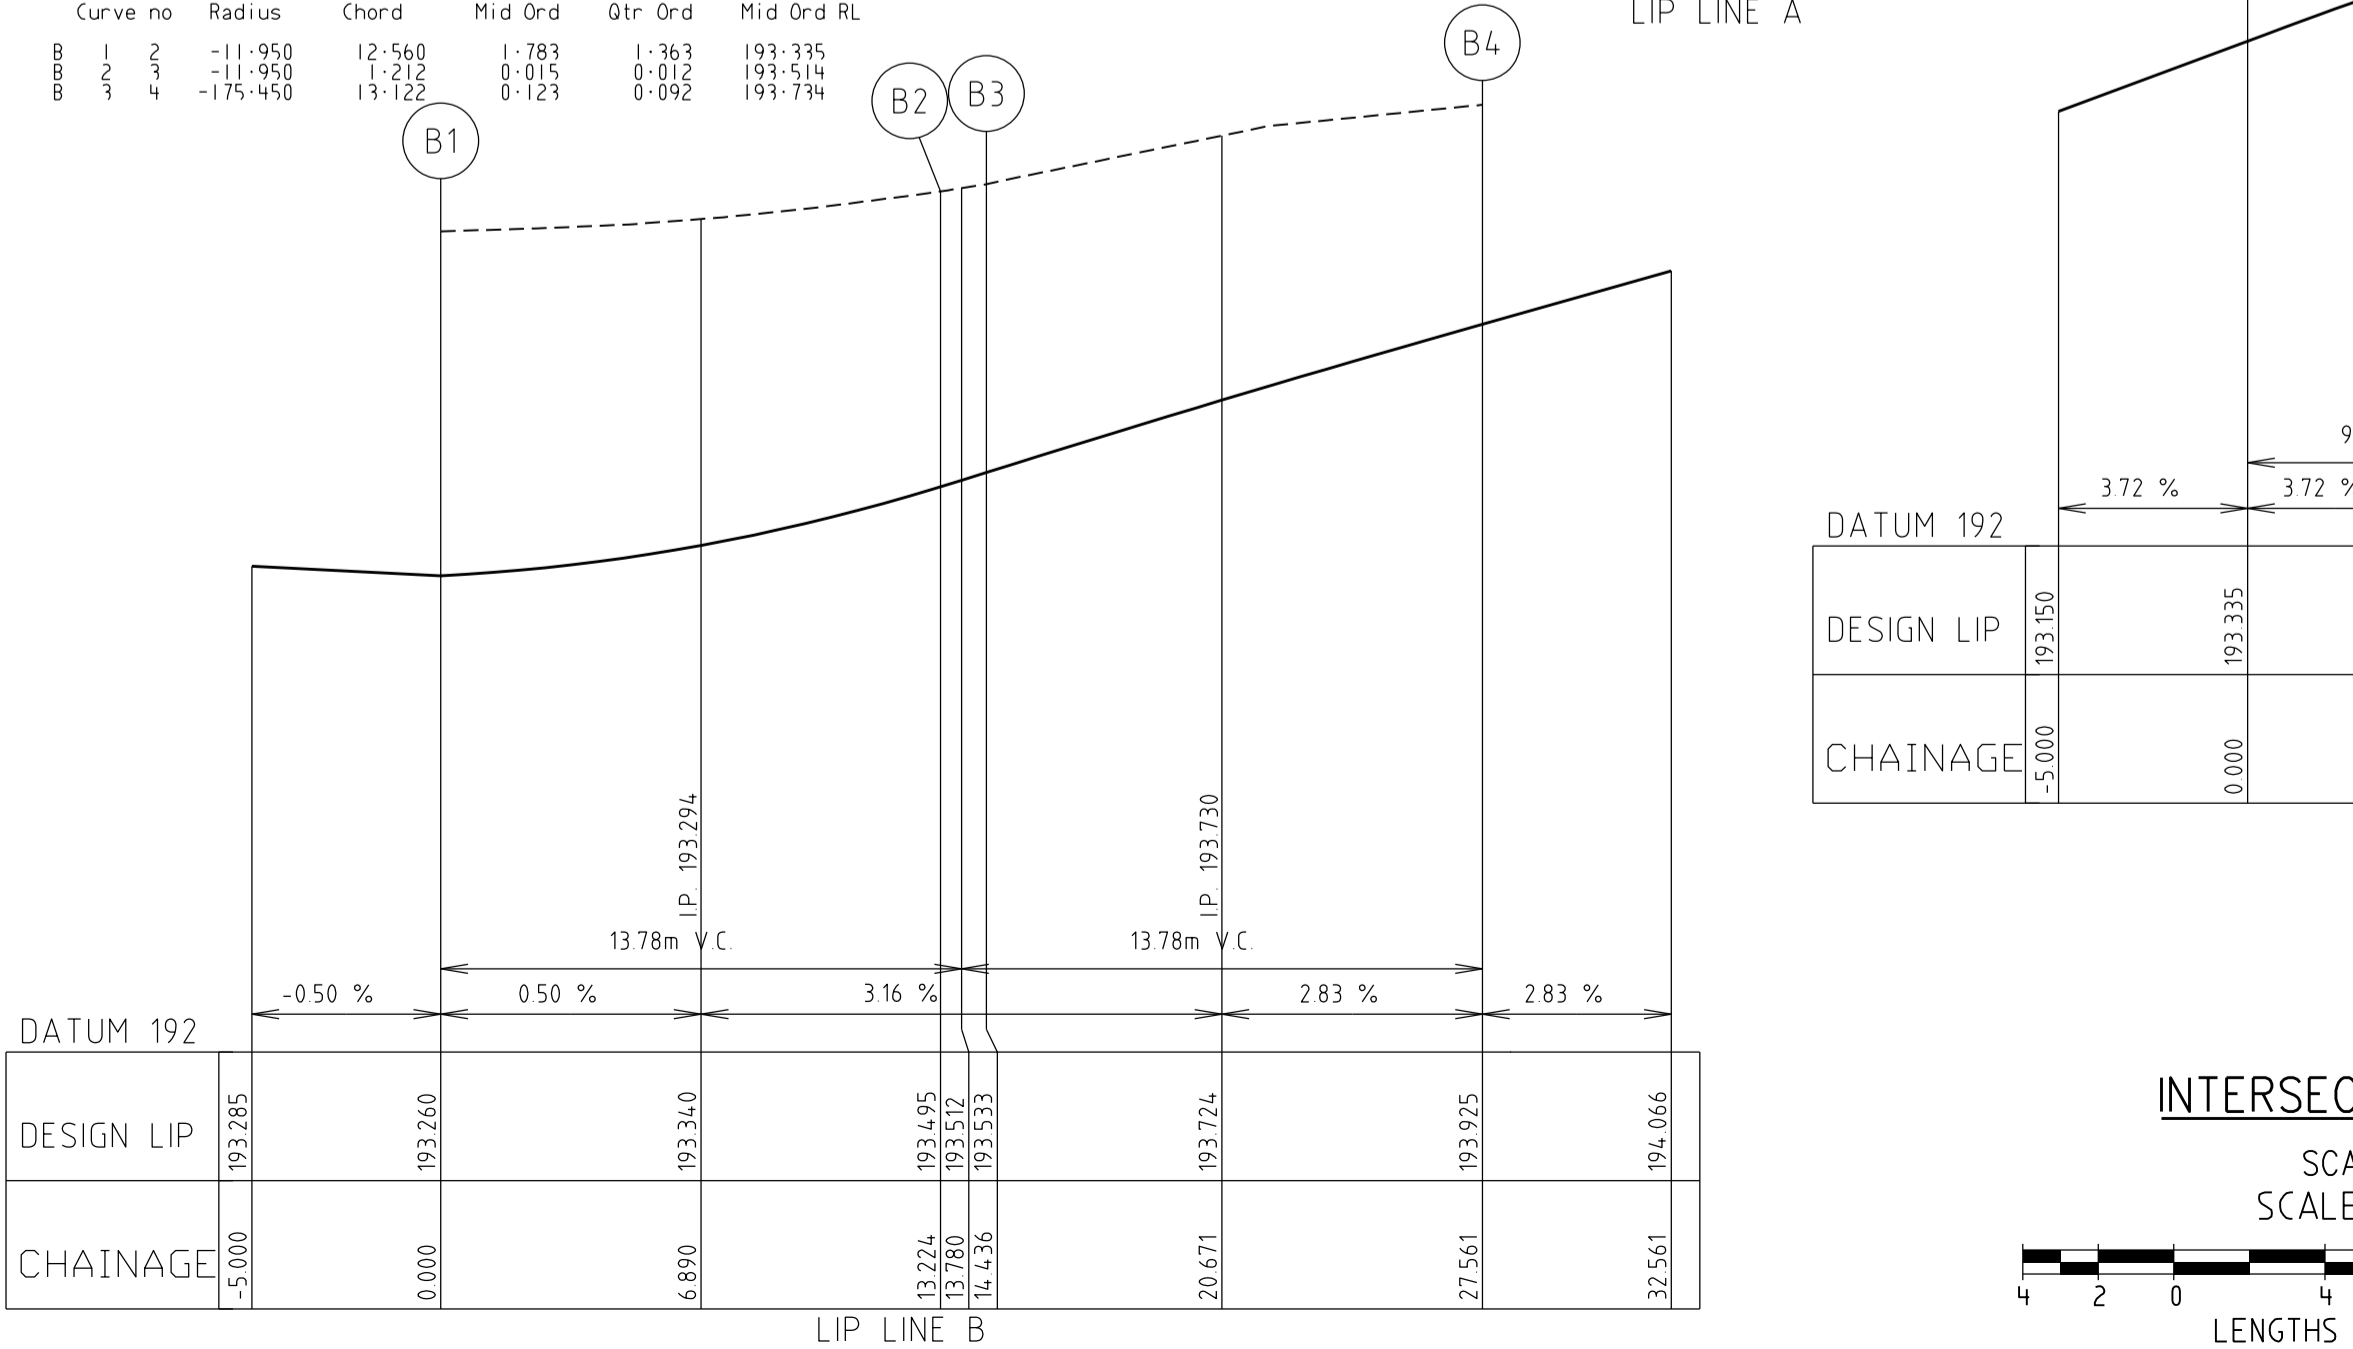 Curve no Radius Chord Mid Ord Qtr Ord Mid Ord RL
B 1 2 -11.950 12.560 1.783 1.363 193.335
B 2 3 -11.950 1.212 0.015 0.012 193.514
B 3 4 -175.450 13.122 0.123 0.092 193.734
B1
B2
B3
B4
I.P. 193.294
I.P. 193.730
13.78m V.C.
13.78m V.C.
-0.50 %
0.50 %
3.16 %
2.83 %
2.83 %
DATUM 192
DESIGN LIP 193.285 193.260 193.340 193.495 193.512 193.533 193.724 193.925 194.066
CHAINAGE -5.000 0.000 6.890 13.224 13.780 14.436 20.671 27.561 32.561
LIP LINE B
LIP LINE A
9
3.72 %
3.72 %
DATUM 192
DESIGN LIP 193.150 193.335
CHAINAGE -5.000 0.000
INTERSEC
SCA
SCALE
4 2 0 4
LENGTHS